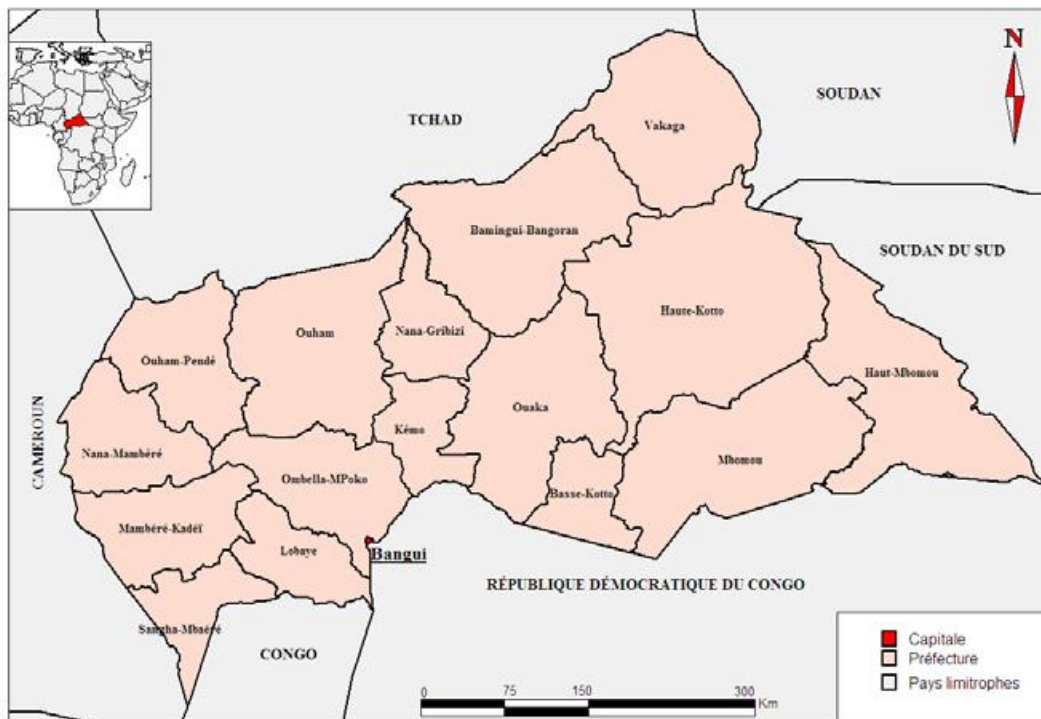 N
SOUDAN
TCHAD
Vakaga
Bamingui-Bangoran
SOUDAN DU SUD
Haute-Kotto
Ouham
Nana-Gribizi
Ouham-Pendé
Haut-Mbomou
Ouaka
CAMEROUN
Kémo
Nana-Mambéré
Mbomou
Ombella-MPoko
Basse-Kotto
Mambéré-Kadéï
Lobaye
Bangui
RÉPUBLIQUE DÉMOCRATIQUE DU CONGO
Sangha-Mbaéré
CONGO
Capitale
Préfecture
Pays limitrophes
0 75 150 300
Km